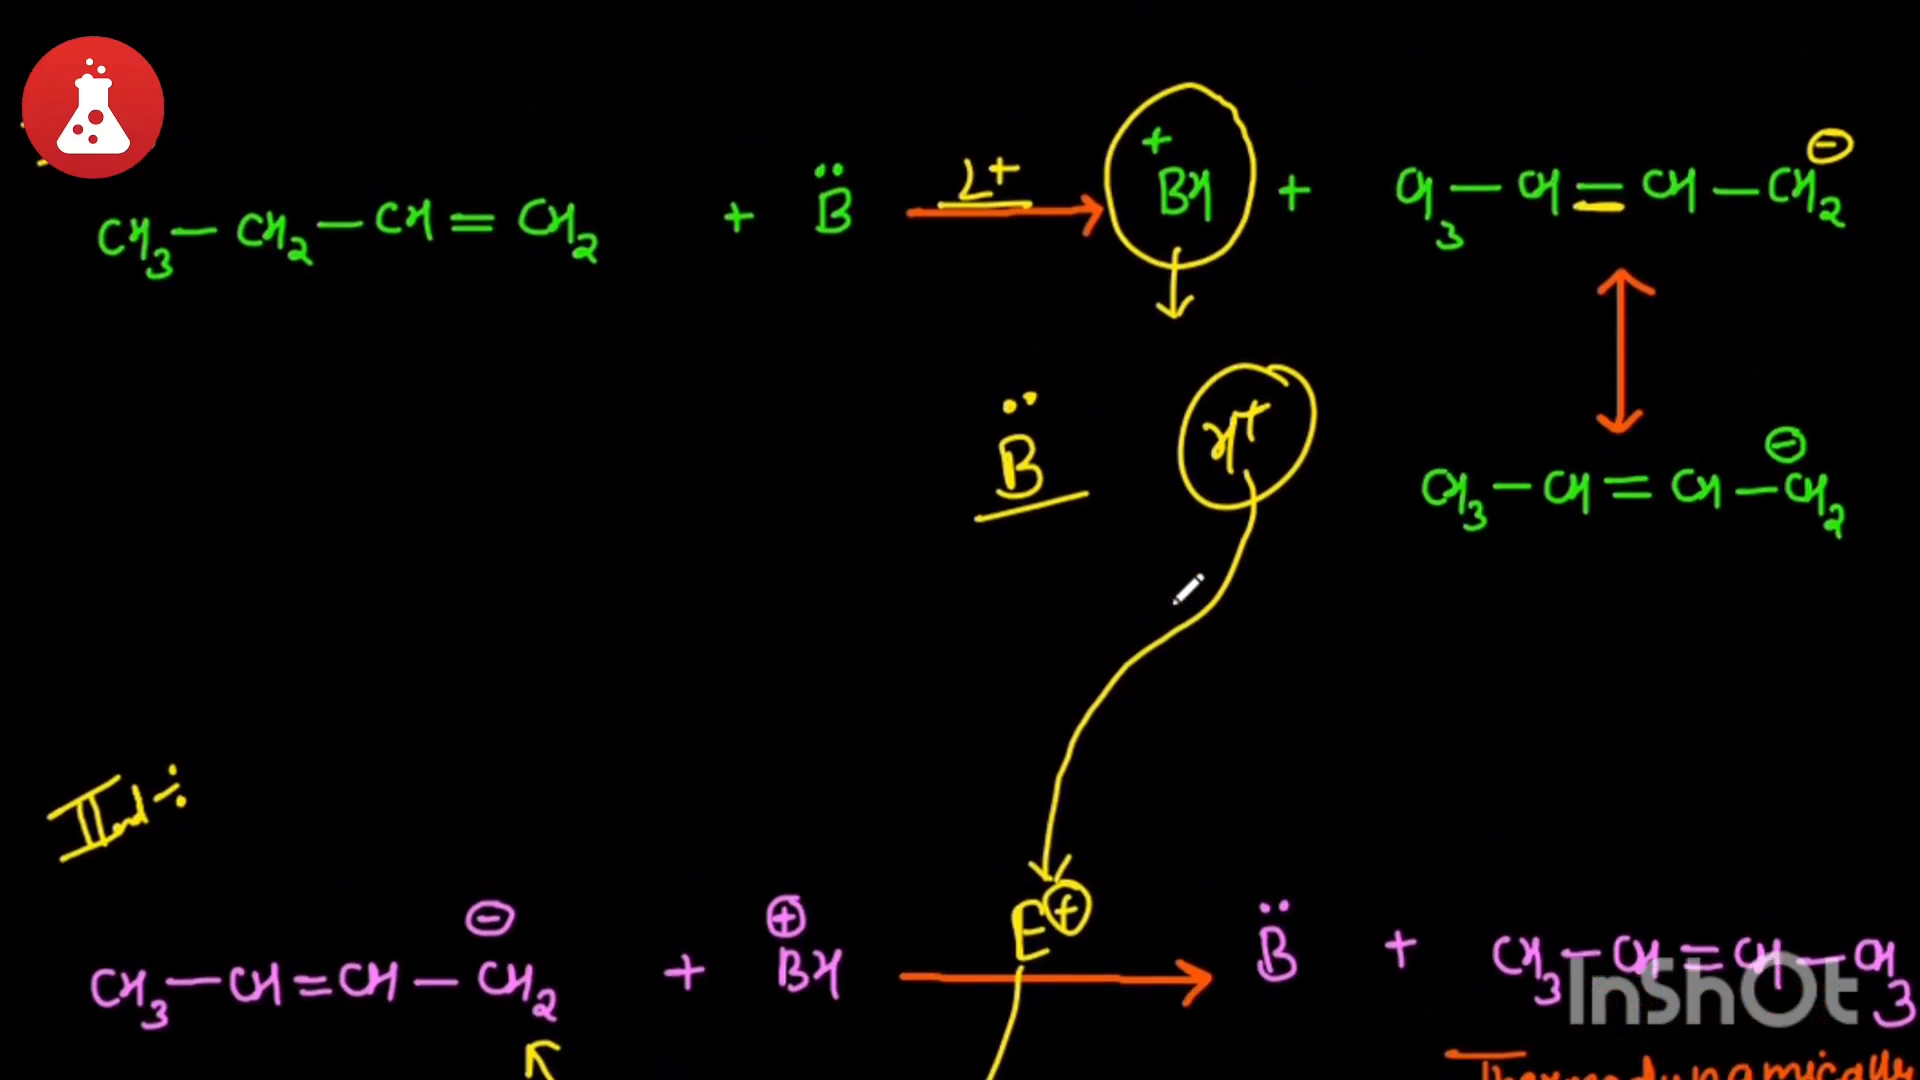 CH3 — CH2 — CH = CH2 + B̈ L+ +BH + CH3 — CH = CH — CH2 ⊖
B̈ H+
CH3 — CH = CH — CH2 ⊖
IInd ÷
CH3 — CH = CH — CH2 ⊖ + ⊕BH E⊕ B̈ + CH3 — CH = CH — CH3
InShOt
Thermodynamically